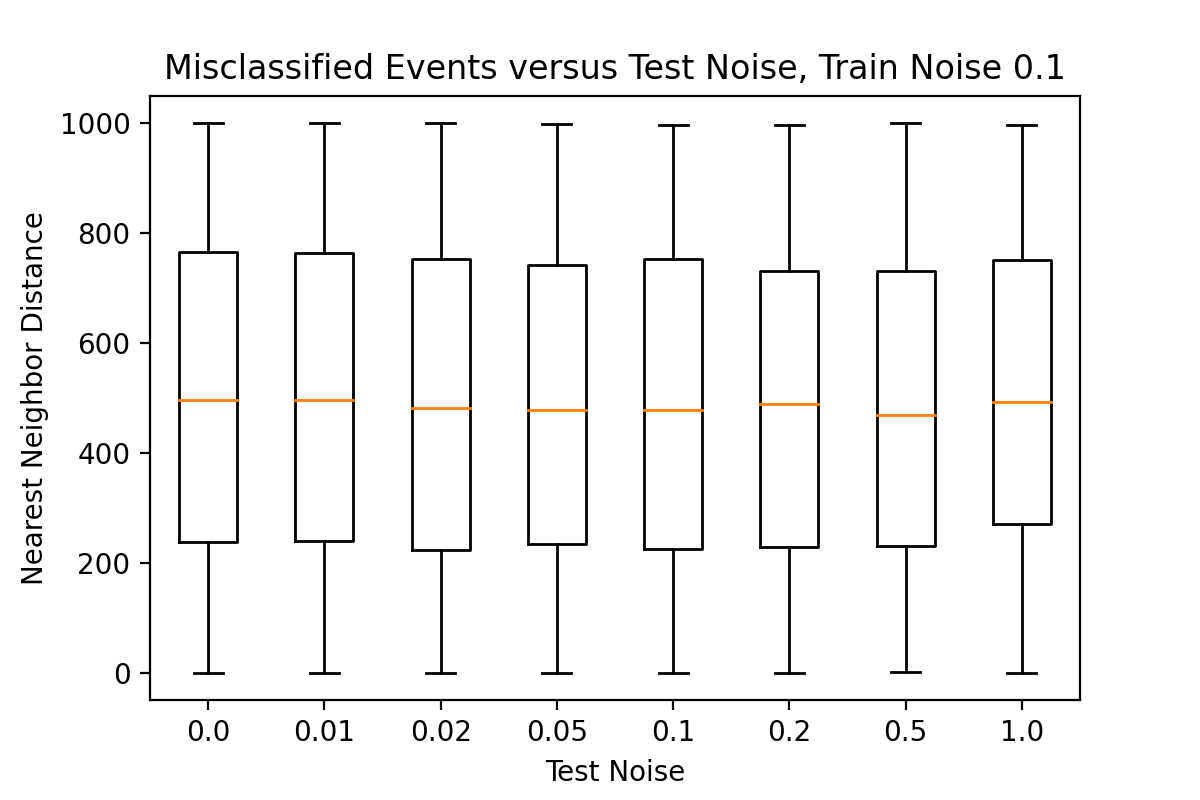 Misclassified Events versus Test Noise, Train Noise 0.1
1000
800
600
400
200
0
Nearest Neighbor Distance
0.0 0.01 0.02 0.05 0.1 0.2 0.5 1.0
Test Noise